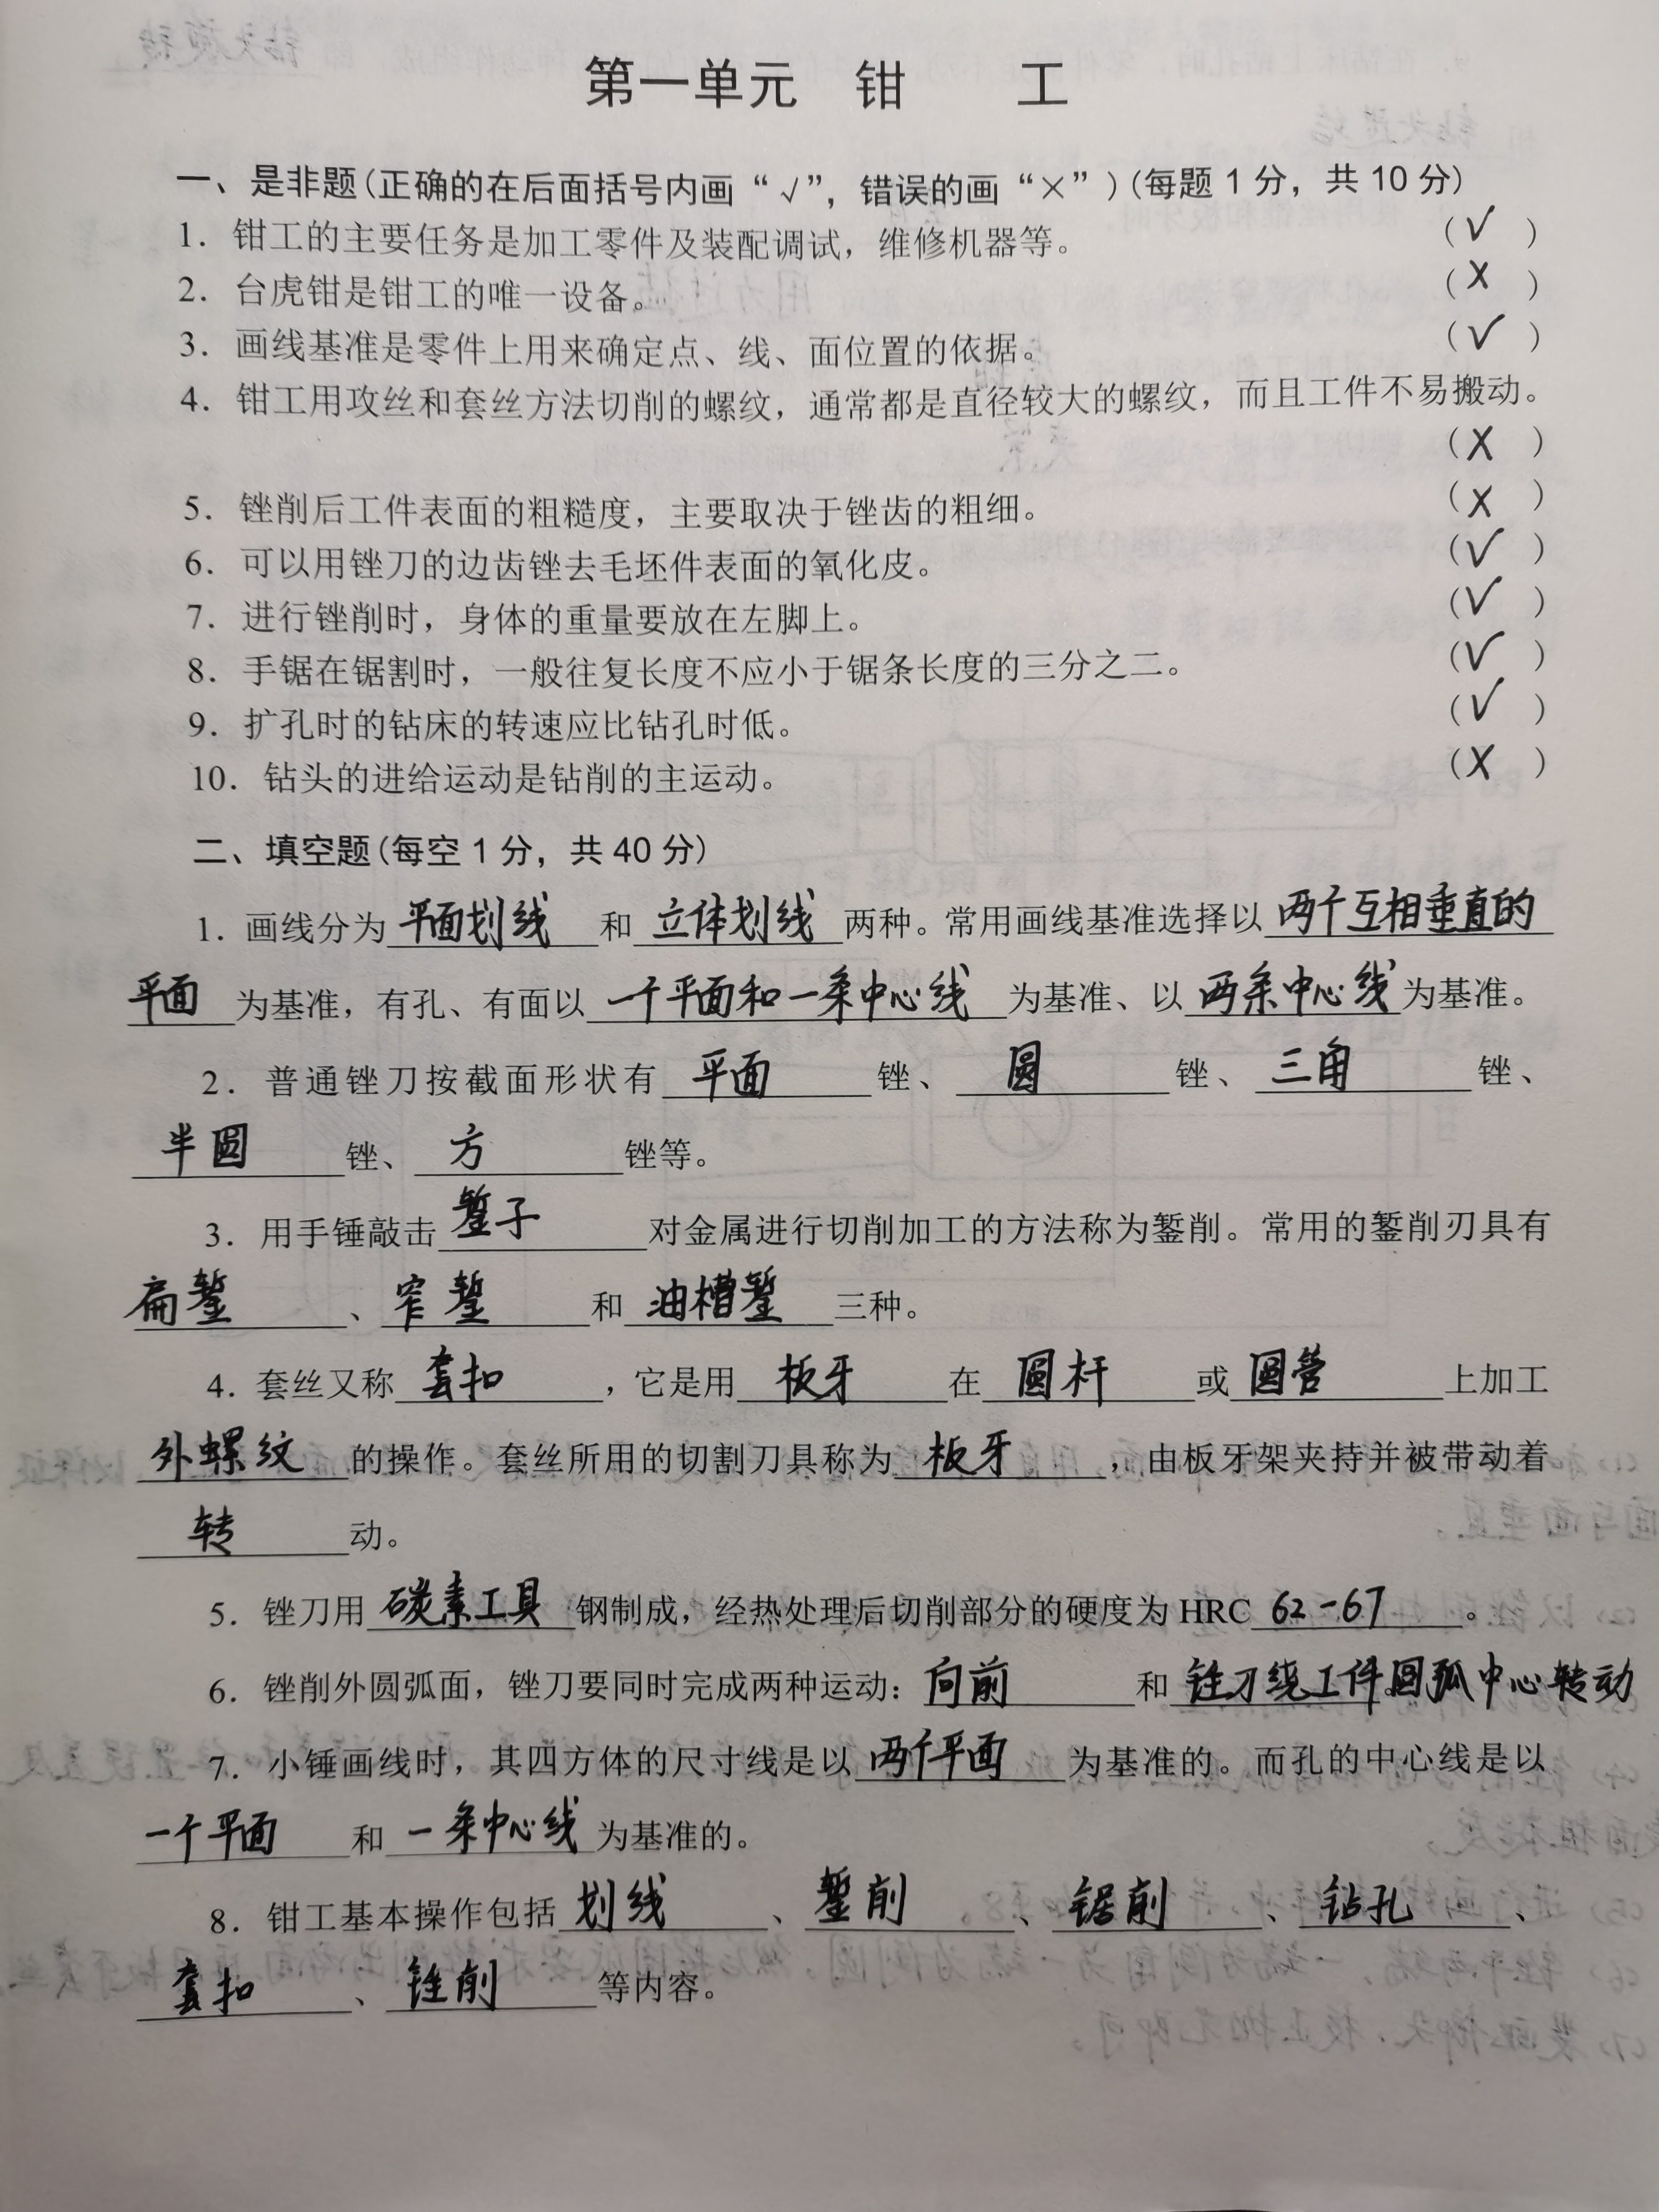 第一单元 钳 工
一、是非题(正确的在后面括号内画“√”,错误的画“×”)(每题1分,共10分)
1. 钳工的主要任务是加工零件及装配调试,维修机器等。 (√)
2. 台虎钳是钳工的唯一设备。 (X)
3. 画线基准是零件上用来确定点、线、面位置的依据。 (√)
4. 钳工用攻丝和套丝方法切削的螺纹,通常都是直径较大的螺纹,而且工件不易搬动。
(X)
5. 锉削后工件表面的粗糙度,主要取决于锉齿的粗细。 (X)
6. 可以用锉刀的边齿锉去毛坯件表面的氧化皮。 (√)
7. 进行锉削时,身体的重量要放在左脚上。 (√)
8. 手锯在锯割时,一般往复长度不应小于锯条长度的三分之二。 (√)
9. 扩孔时的钻床的转速应比钻孔时低。 (√)
10. 钻头的进给运动是钻削的主运动。 (X)
二、填空题(每空1分,共40分)
1. 画线分为平面划线和立体划线两种。常用画线基准选择以两个互相垂直的
平面为基准,有孔、有面以一个平面和一条中心线为基准、以两条中心线为基准。
2. 普通锉刀按截面形状有平面锉、圆锉、三角锉、
半圆锉、方锉等。
3. 用手锤敲击錾子对金属进行切削加工的方法称为錾削。常用的錾削刃具有
扁錾、窄錾和油槽錾三种。
4. 套丝又称套扣,它是用板牙在圆杆或圆管上加工
外螺纹的操作。套丝所用的切割刀具称为板牙,由板牙架夹持并被带动着
转动。
5. 锉刀用碳素工具钢制成,经热处理后切削部分的硬度为HRC 62-67。
6. 锉削外圆弧面,锉刀要同时完成两种运动:向前和锉刀绕工件圆弧中心转动
7. 小锤画线时,其四方体的尺寸线是以两个平面为基准的。而孔的中心线是以
一个平面和一条中心线为基准的。
8. 钳工基本操作包括划线、錾削、锯削、钻孔、
套扣、锉削等内容。